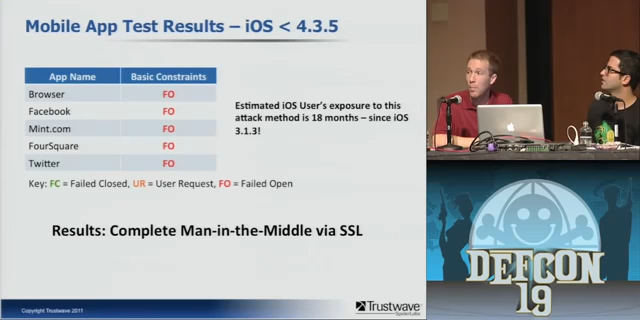 Mobile App Test Results – iOS < 4.3.5
App Name Basic Constraints
Browser FO
Facebook FO
Mint.com FO
FourSquare FO
Twitter FO
Key: FC = Failed Closed, UR = User Request, FO = Failed Open
Estimated iOS User's exposure to this
attack method is 18 months – since iOS
3.1.3!
Results: Complete Man-in-the-Middle via SSL
Copyright Trustwave 2011
Trustwave
SpiderLabs
DEFCON
19